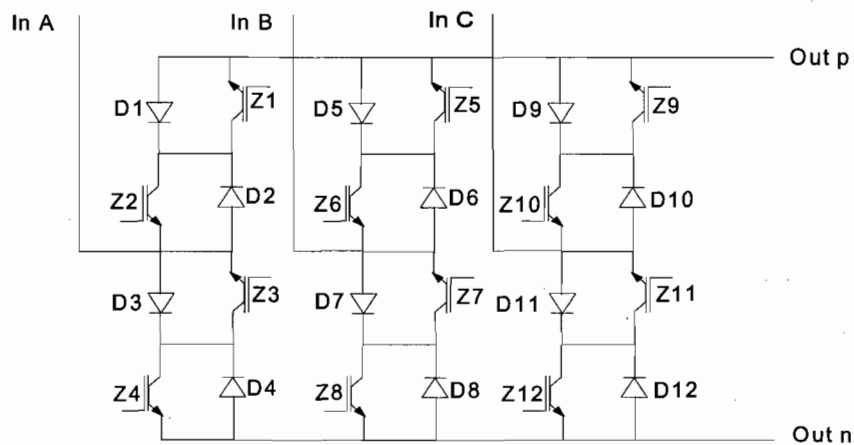 In A In B In C
Out p
D1 Z1 D5 Z5 D9 Z9
Z2 D2 Z6 D6 Z10 D10
D3 Z3 D7 Z7 D11 Z11
Z4 D4 Z8 D8 Z12 D12
Out n